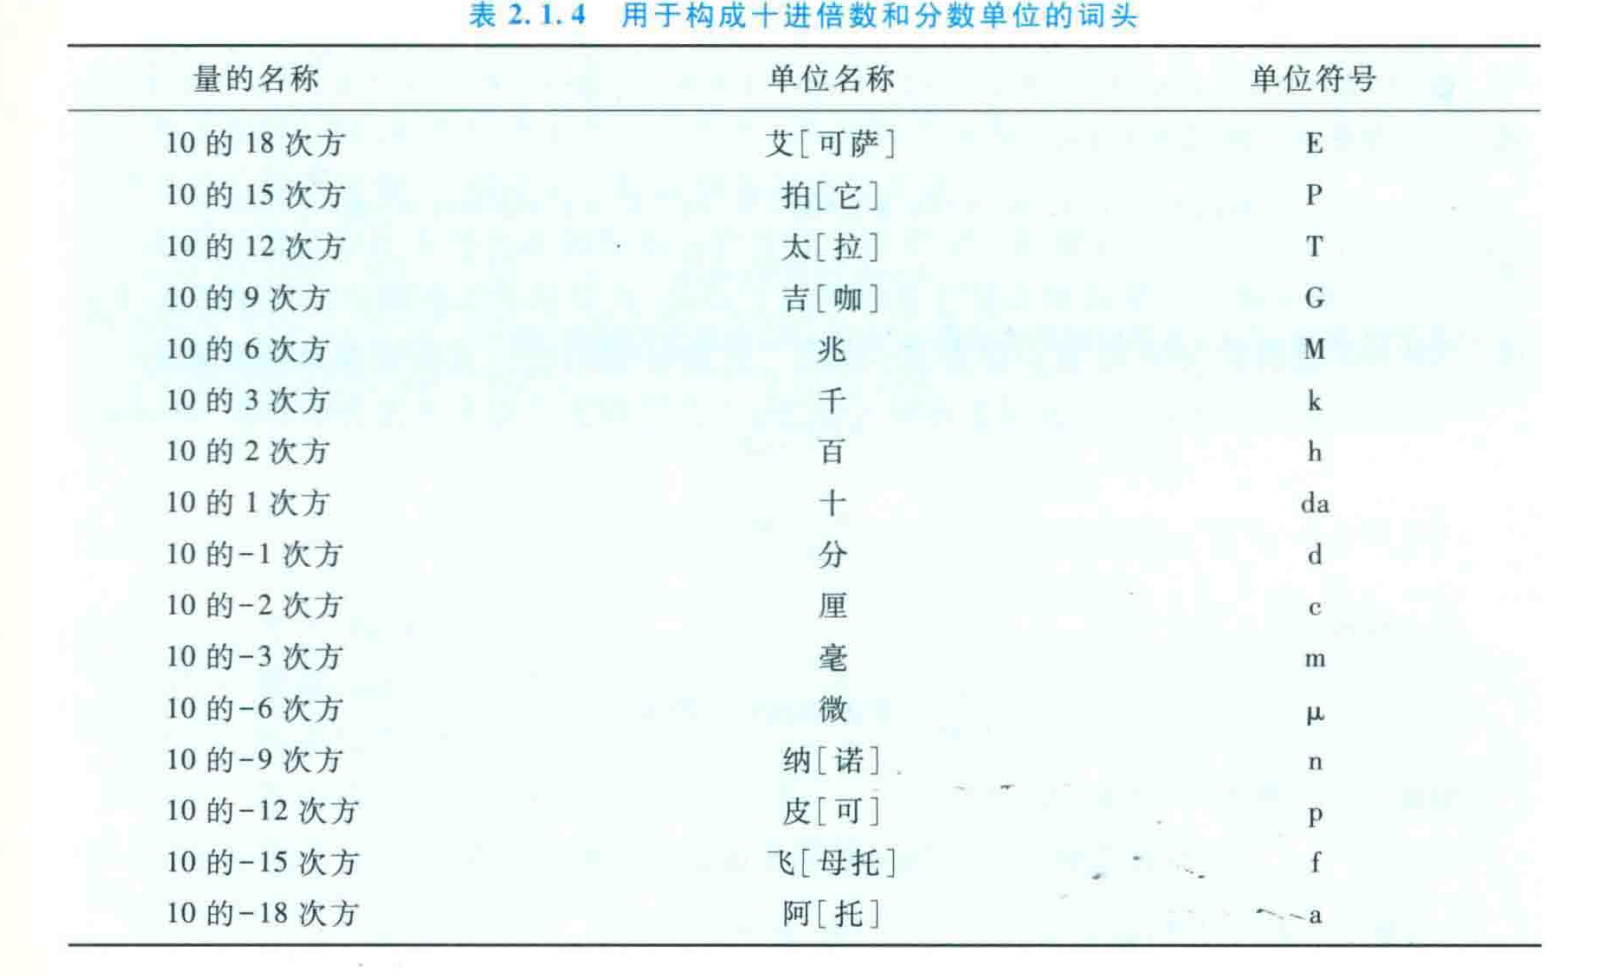 表 2.1.4 用于构成十进倍数和分数单位的词头
量的名称 单位名称 单位符号
10 的 18 次方 艾[可萨] E
10 的 15 次方 拍[它] P
10 的 12 次方 太[拉] T
10 的 9 次方 吉[咖] G
10 的 6 次方 兆 M
10 的 3 次方 千 k
10 的 2 次方 百 h
10 的 1 次方 十 da
10 的-1 次方 分 d
10 的-2 次方 厘 c
10 的-3 次方 毫 m
10 的-6 次方 微 μ
10 的-9 次方 纳[诺] n
10 的-12 次方 皮[可] p
10 的-15 次方 飞[母托] f
10 的-18 次方 阿[托] a